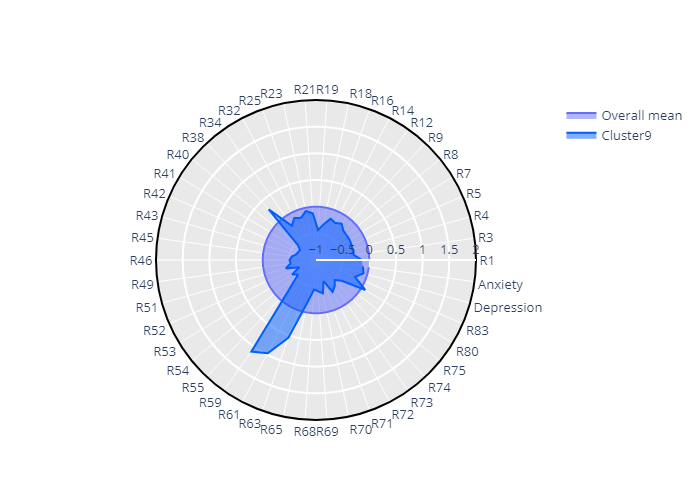 R21
R19
R18
R16
R14
R12
R9
R8
R7
R5
R4
R3
R1
Anxiety
Depression
R83
R80
R75
R74
R73
R72
R71
R70
R69
R68
R65
R63
R61
R59
R55
R54
R53
R52
R51
R49
R46
R45
R43
R42
R41
R40
R38
R34
R32
R25
R23
−1 −0.5 0 0.5 1 1.5 2
Overall mean
Cluster9